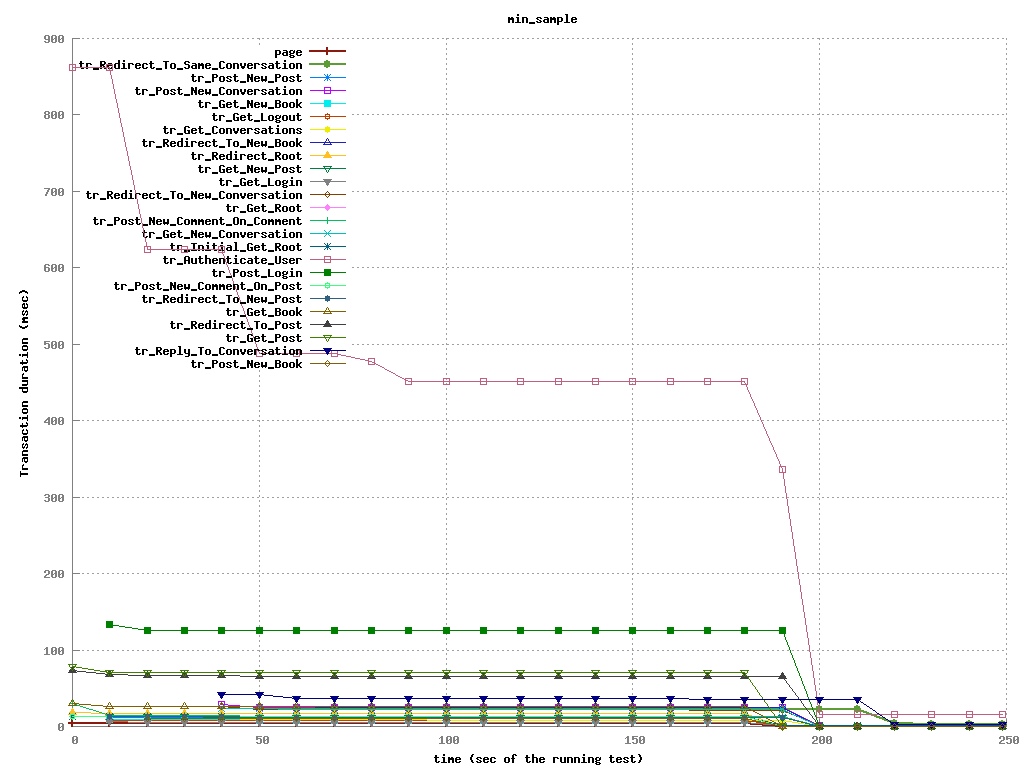 min_sample
900
page
tr_Redirect_To_Same_Conversation
tr_Post_New_Post
tr_Post_New_Conversation
tr_Get_New_Book
800
tr_Get_Logout
tr_Get_Conversations
tr_Redirect_To_New_Book
tr_Redirect_Root
tr_Get_New_Post
tr_Get_Login
700
tr_Redirect_To_New_Conversation
tr_Get_Root
tr_Post_New_Comment_On_Comment
tr_Get_New_Conversation
tr_Initial_Get_Root
tr_Authenticate_User
600
tr_Post_Login
tr_Post_New_Comment_On_Post
tr_Redirect_To_New_Post
tr_Get_Book
tr_Redirect_To_Post
tr_Get_Post
500
tr_Reply_To_Conversation
tr_Post_New_Book
Transaction duration (msec)
400
300
200
100
0
0 50 100 150 200 250
time (sec of the running test)